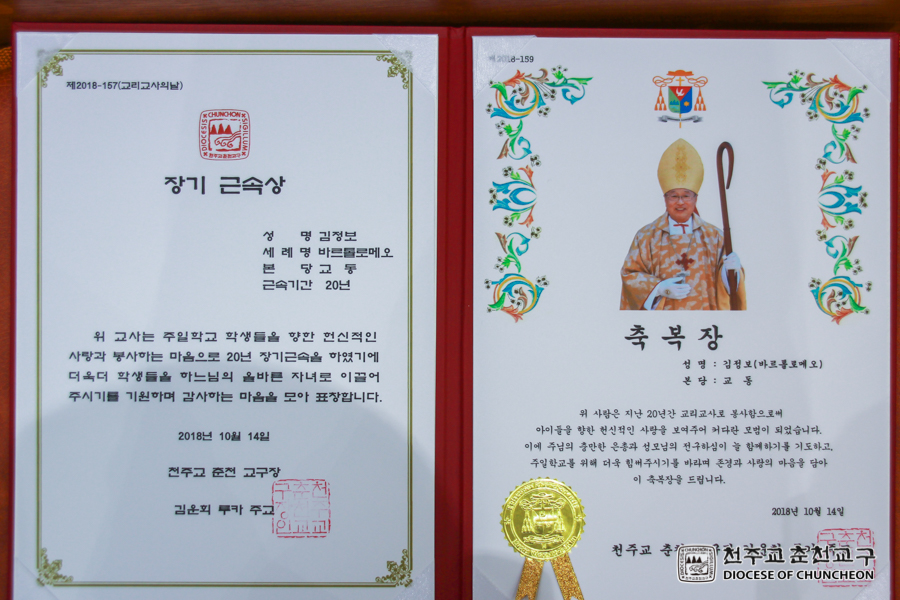 제2018-157(교리교사의날)
DIOCESIS CHUNCHON SIGILLUM
천주교춘천교구
장기 근속상
성 명 김정보
세 례 명 바르톨로메오
본 당 교 동
근속기간 20년
위 교사는 주일학교 학생들을 향한 헌신적인
사랑과 봉사하는 마음으로 20년 장기근속을 하였기에
더욱더 학생들을 하느님의 올바른 자녀로 이끌어
주시기를 기원하며 감사하는 마음을 모아 표창합니다.
2018년 10월 14일
천주교 춘천 교구장
김운회 루카 주교
제2018-159
축복장
성 명 : 김정보(바르톨로메오)
본 당 : 교 동
위 사람은 지난 20년간 교리교사로 봉사함으로써
아이들을 향한 헌신적인 사랑을 보여주어 커다란 모범이 되었습니다.
이에 주님의 충만한 은총과 성모님의 전구하심이 늘 함께하기를 기도하고,
주일학교를 위해 더욱 힘써주시기를 바라며 존경과 사랑의 마음을 담아
이 축복장을 드립니다.
2018년 10월 14일
천주교 춘
천주교 춘천교구
DIOCESE OF CHUNCHEON